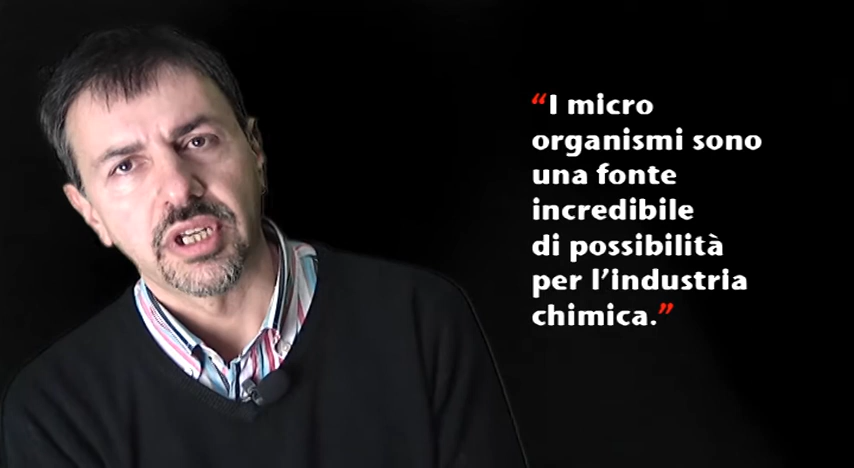 “I micro
organismi sono
una fonte
incredibile
di possibilità
per l’industria
chimica.”